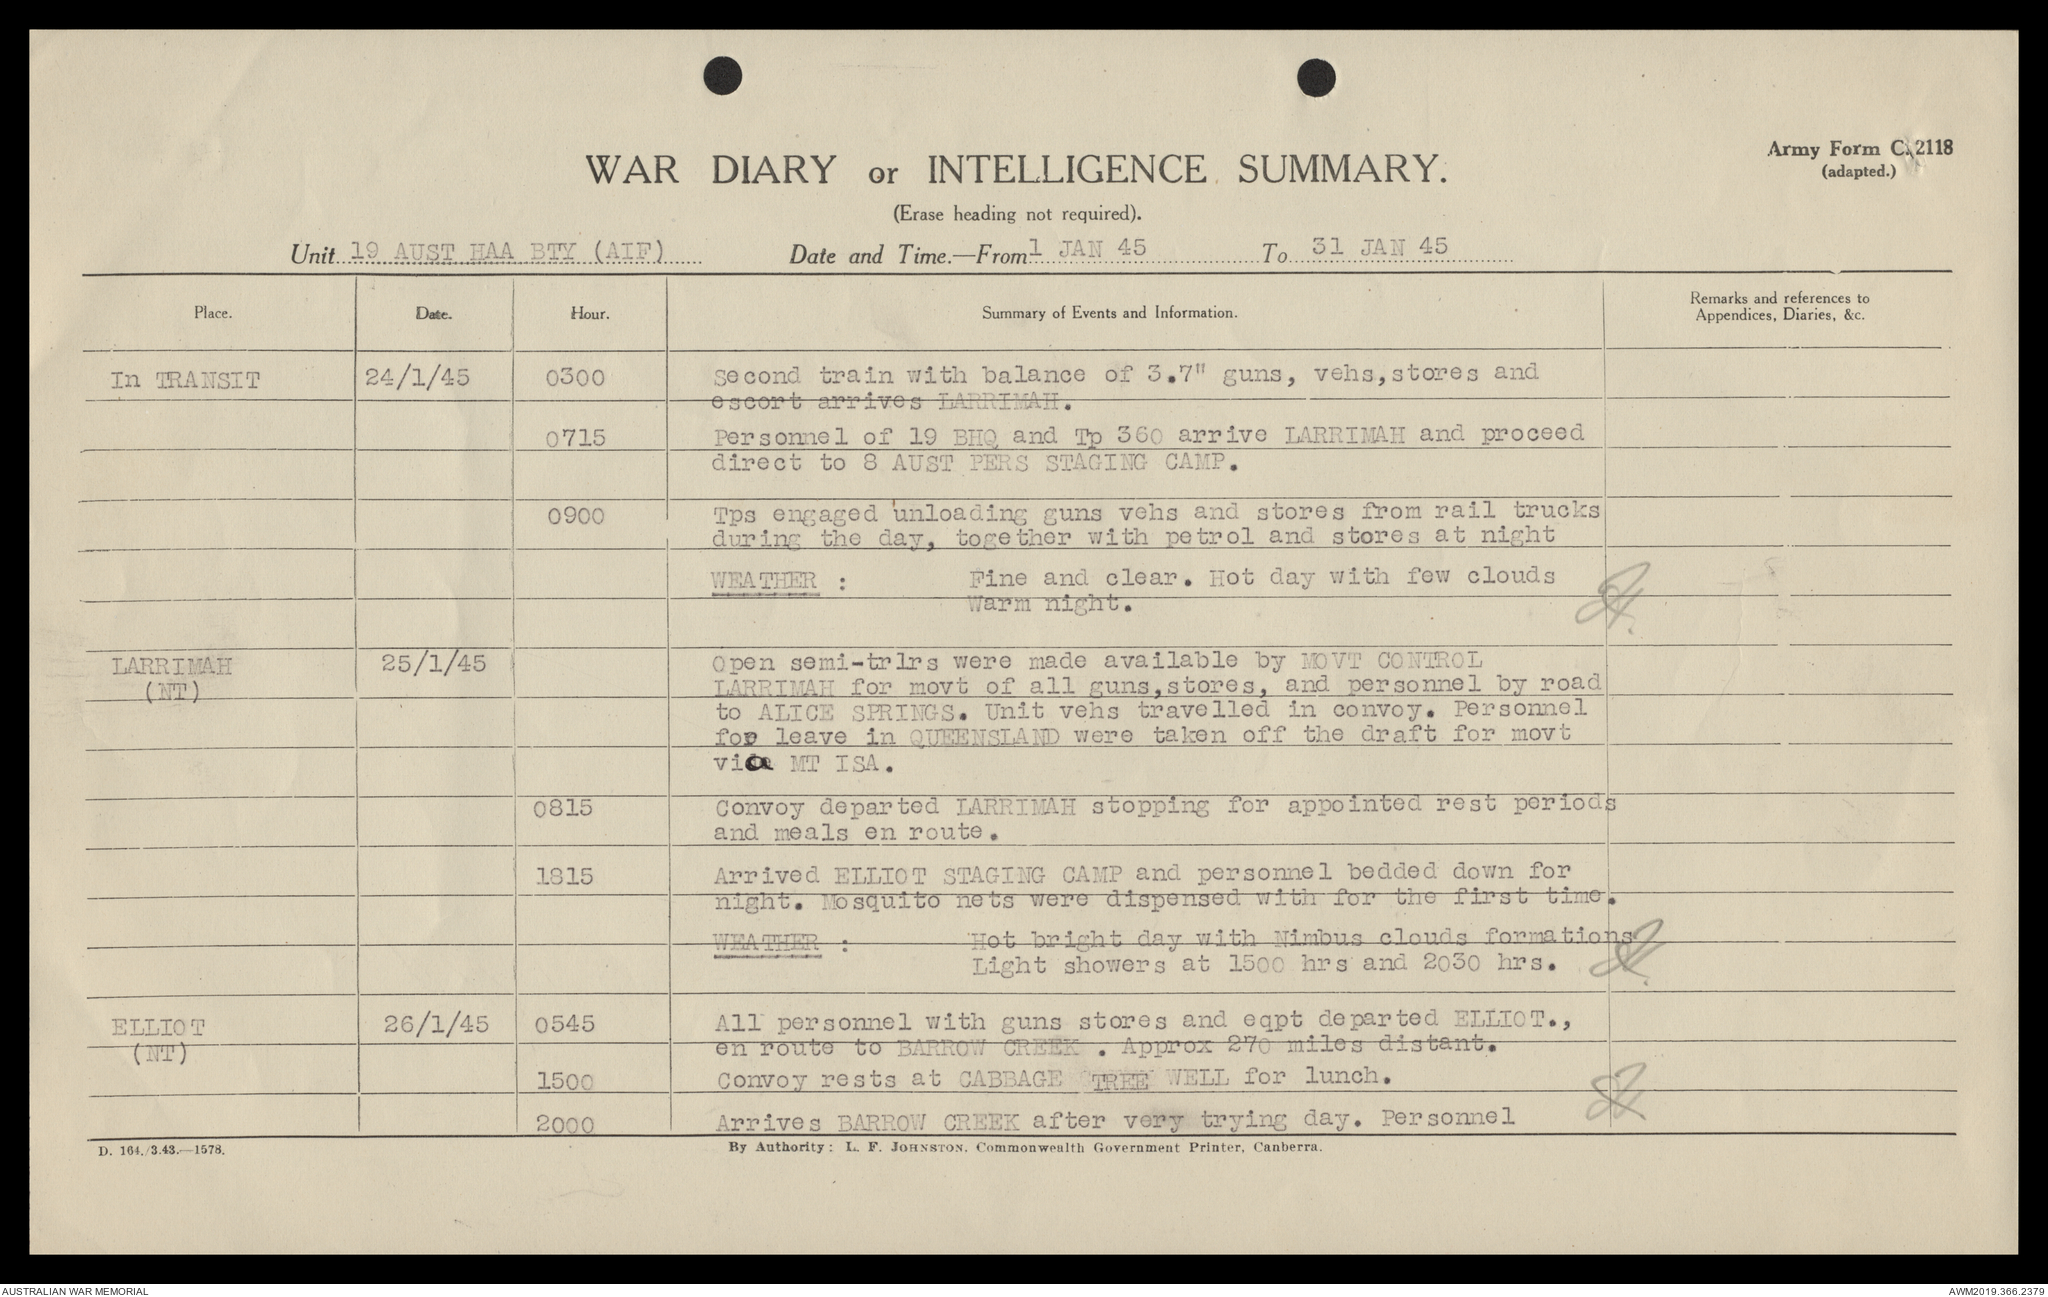 WAR DIARY or INTELLIGENCE SUMMARY.
Army Form C. 2118
(adapted.)
(Erase heading not required).
Unit 19 AUST HAA BTY (AIF) Date and Time.—From 1 JAN 45 To 31 JAN 45
Place. Date. Hour. Summary of Events and Information. Remarks and references to
Appendices, Diaries, &c.
In TRANSIT 24/1/45 0300 Second train with balance of 3.7" guns, vehs,stores and
escort arrives LARRIMAH.
0715 Personnel of 19 BHQ and Tp 360 arrive LARRIMAH and proceed
direct to 8 AUST PERS STAGING CAMP.
0900 Tps engaged unloading guns vehs and stores from rail trucks
during the day, together with petrol and stores at night
WEATHER : Fine and clear. Hot day with few clouds
Warm night.
LARRIMAH 25/1/45 Open semi-trlrs were made available by MOVT CONTROL
(NT) LARRIMAH for movt of all guns,stores, and personnel by road
to ALICE SPRINGS. Unit vehs travelled in convoy. Personnel
for leave in QUEENSLAND were taken off the draft for movt
via MT ISA.
0815 Convoy departed LARRIMAH stopping for appointed rest periods
and meals en route.
1815 Arrived ELLIOT STAGING CAMP and personnel bedded down for
night. Mosquito nets were dispensed with for the first time.
WEATHER : Hot bright day with Nimbus clouds formations
Light showers at 1500 hrs and 2030 hrs.
ELLIOT 26/1/45 0545 All personnel with guns stores and eqpt departed ELLIOT.,
(NT) en route to BARROW CREEK . Approx 270 miles distant.
1500 Convoy rests at CABBAGE TREE WELL for lunch.
2000 Arrives BARROW CREEK after very trying day. Personnel
D. 164./3.43.—1578. By Authority: L. F. JOHNSTON, Commonwealth Government Printer, Canberra.
AUSTRALIAN WAR MEMORIAL AWM2019.366.2379